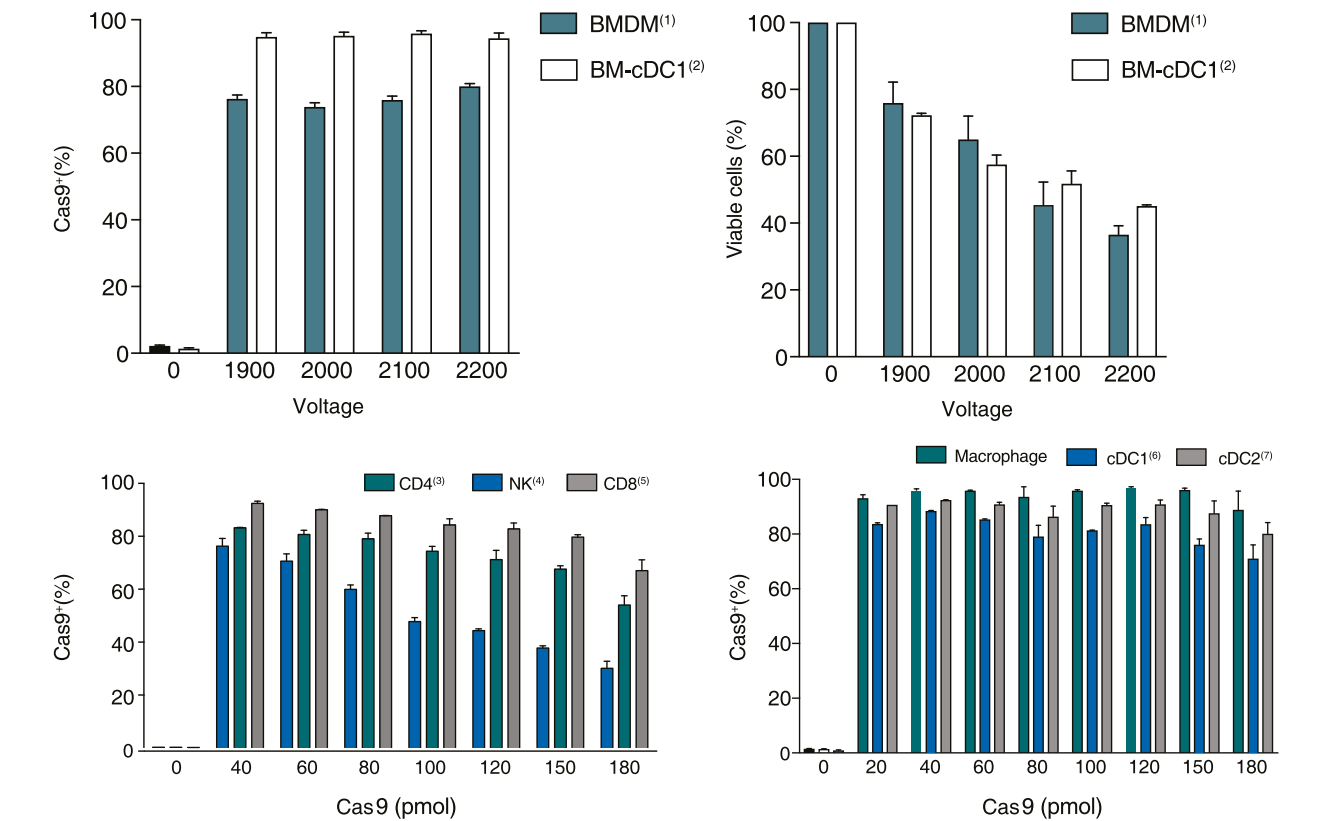 BMDM(1)
BM-cDC1(2)
Cas9+(%)
100
80
60
40
20
0
0 1900 2000 2100 2200
Voltage
BMDM(1)
BM-cDC1(2)
Viable cells (%)
100
80
60
40
20
0
0 1900 2000 2100 2200
Voltage
CD4(3) NK(4) CD8(5)
Cas9+(%)
100
80
60
40
20
0
0 40 60 80 100 120 150 180
Cas9 (pmol)
Macrophage cDC1(6) cDC2(7)
Cas9+(%)
100
80
60
40
20
0
0 20 40 60 80 100 120 150 180
Cas9 (pmol)